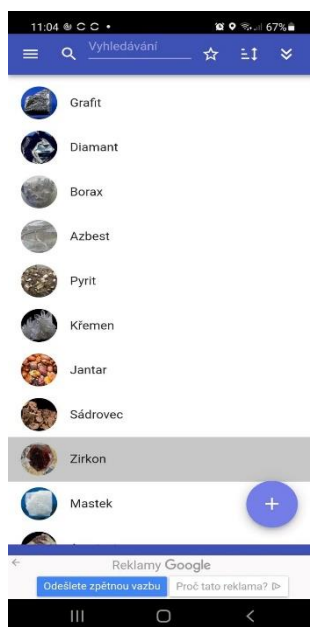 11:04
67%
Vyhledávání
Grafit
Diamant
Borax
Azbest
Pyrit
Křemen
Jantar
Sádrovec
Zirkon
Mastek
Reklamy Google
Odešlete zpětnou vazbu Proč tato reklama?